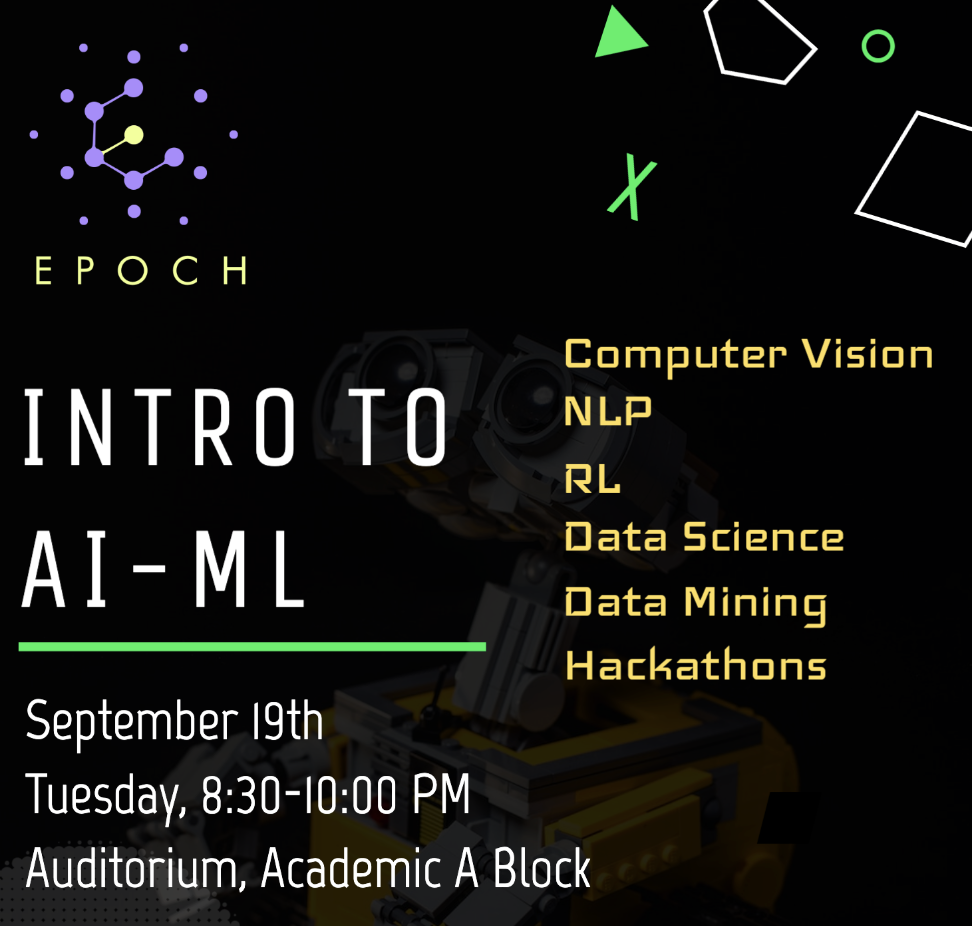 EPOCH
INTRO TO
AI-ML
Computer Vision
NLP
RL
Data Science
Data Mining
Hackathons
September 19th
Tuesday, 8:30-10:00 PM
Auditorium, Academic A Block